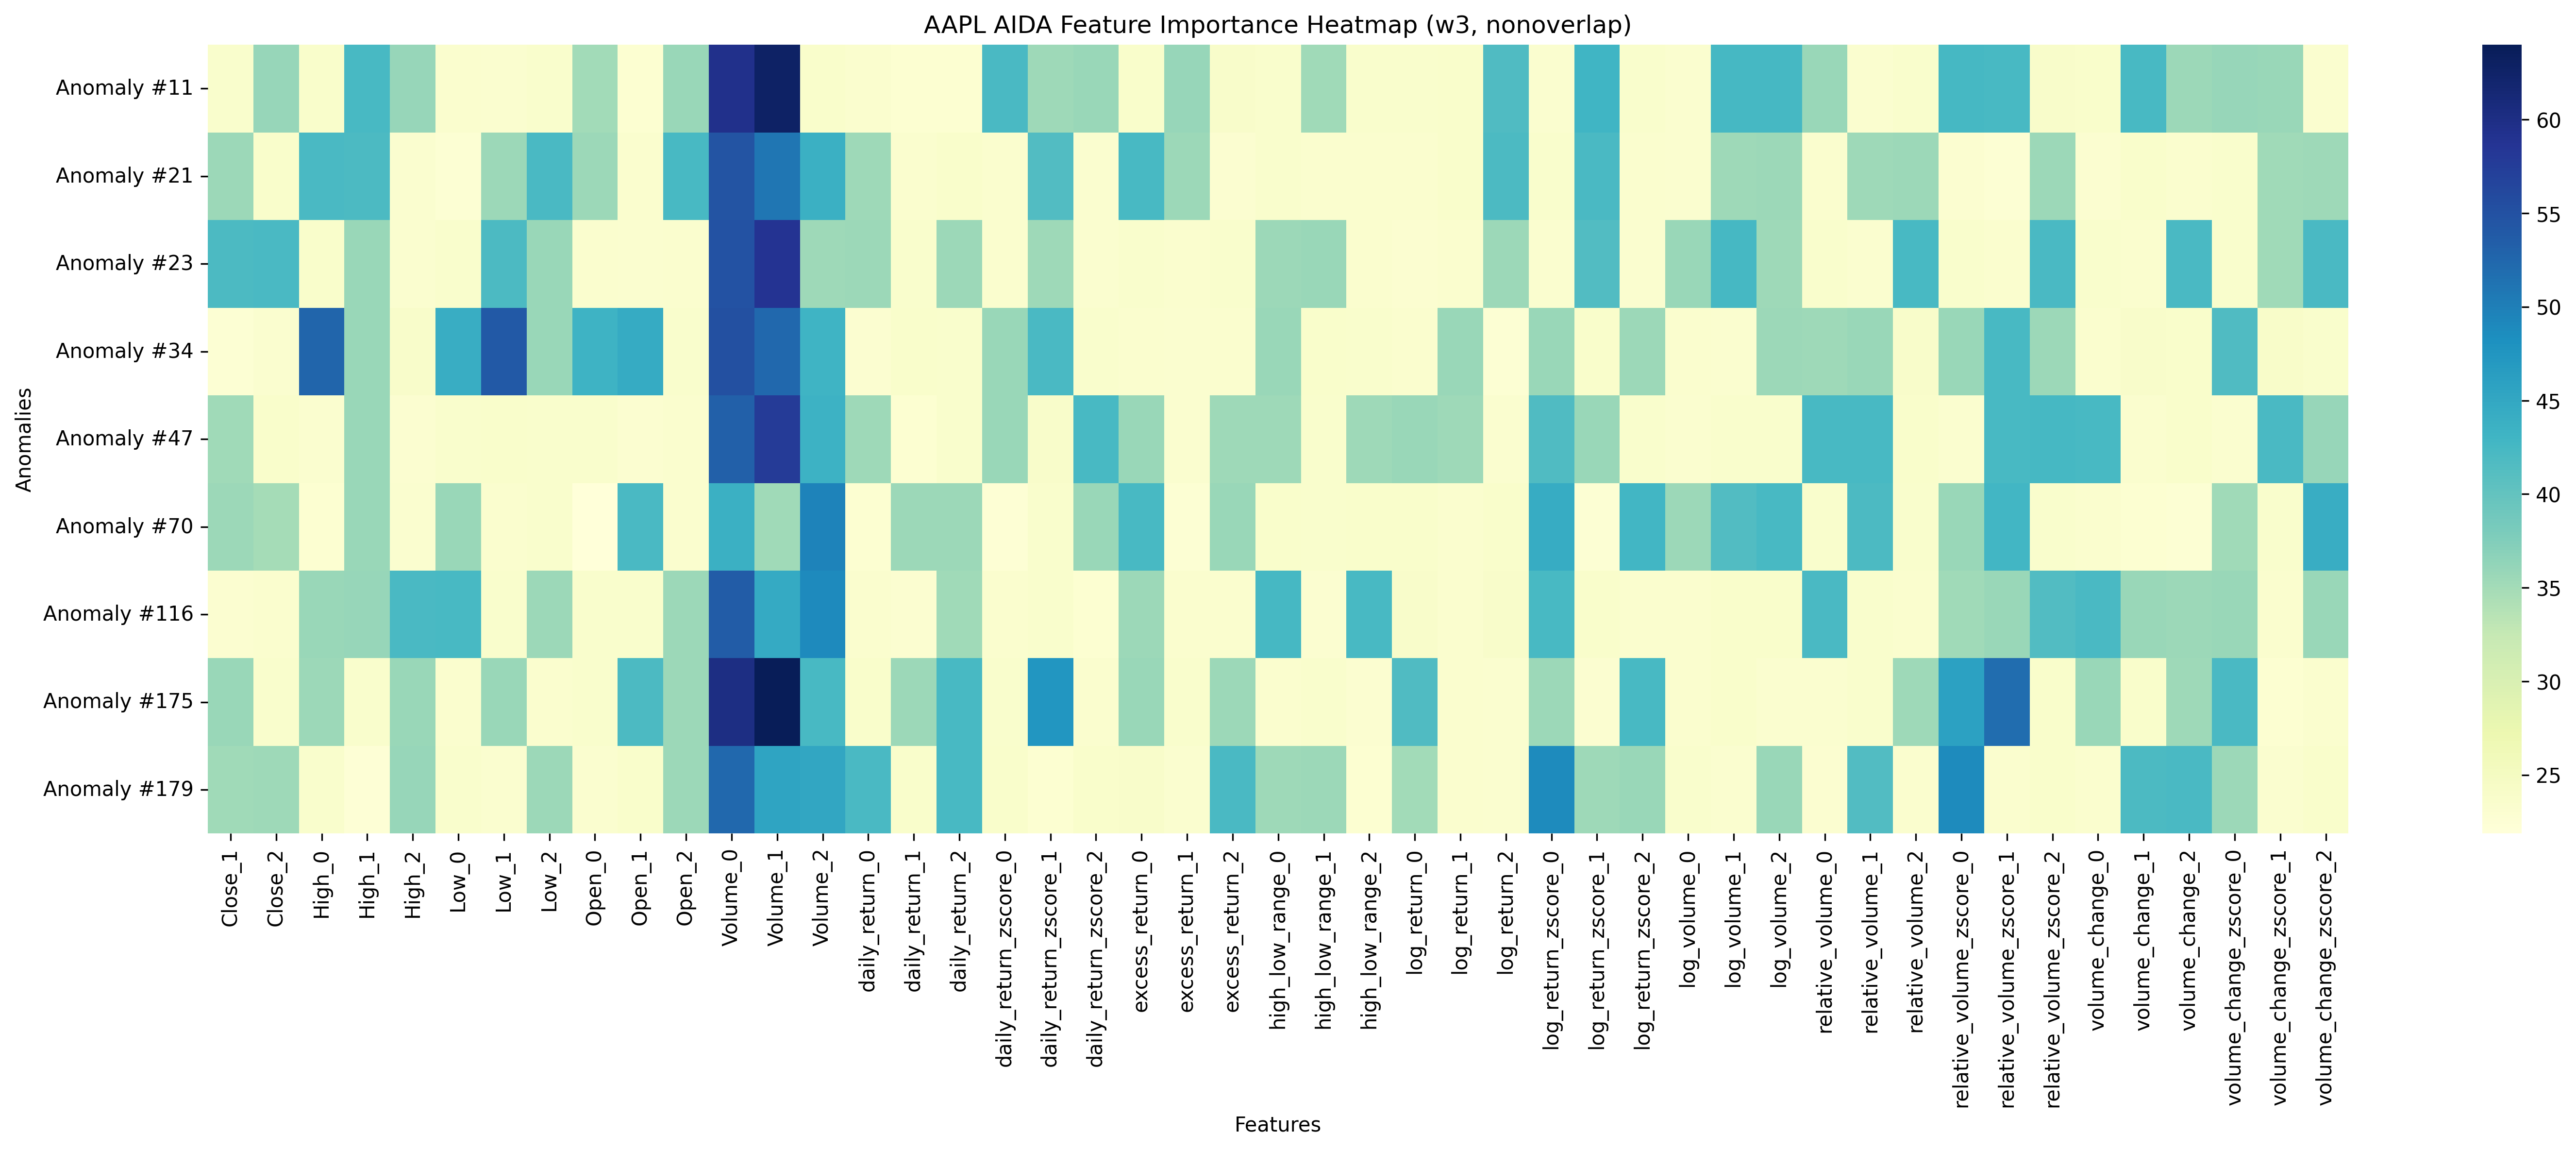 AAPL AIDA Feature Importance Heatmap (w3, nonoverlap)
Anomalies
Anomaly #11
Anomaly #21
Anomaly #23
Anomaly #34
Anomaly #47
Anomaly #70
Anomaly #116
Anomaly #175
Anomaly #179
60
55
50
45
40
35
30
25
Close_1
Close_2
High_0
High_1
High_2
Low_0
Low_1
Low_2
Open_0
Open_1
Open_2
Volume_0
Volume_1
Volume_2
daily_return_0
daily_return_1
daily_return_2
daily_return_zscore_0
daily_return_zscore_1
daily_return_zscore_2
excess_return_0
excess_return_1
excess_return_2
high_low_range_0
high_low_range_1
high_low_range_2
log_return_0
log_return_1
log_return_2
log_return_zscore_0
log_return_zscore_1
log_return_zscore_2
log_volume_0
log_volume_1
log_volume_2
relative_volume_0
relative_volume_1
relative_volume_2
relative_volume_zscore_0
relative_volume_zscore_1
relative_volume_zscore_2
volume_change_0
volume_change_1
volume_change_2
volume_change_zscore_0
volume_change_zscore_1
volume_change_zscore_2
Features